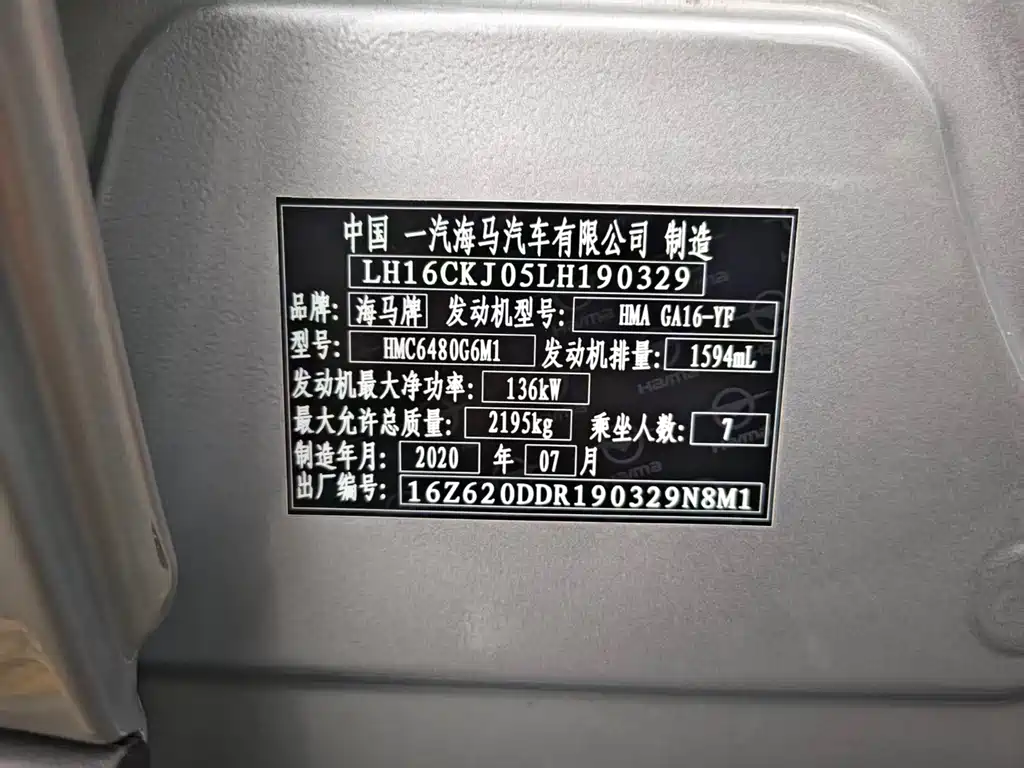 中国 一汽海马汽车有限公司 制造
LH16CKJ05LH190329
品牌: 海马牌 发动机型号: HMA GA16-YF
型号: HMC6480G6M1 发动机排量: 1594mL
发动机最大净功率: 136kW
最大允许总质量: 2195kg 乘坐人数: 7
制造年月: 2020 年 07 月
出厂编号: 16Z620DDR190329N8M1